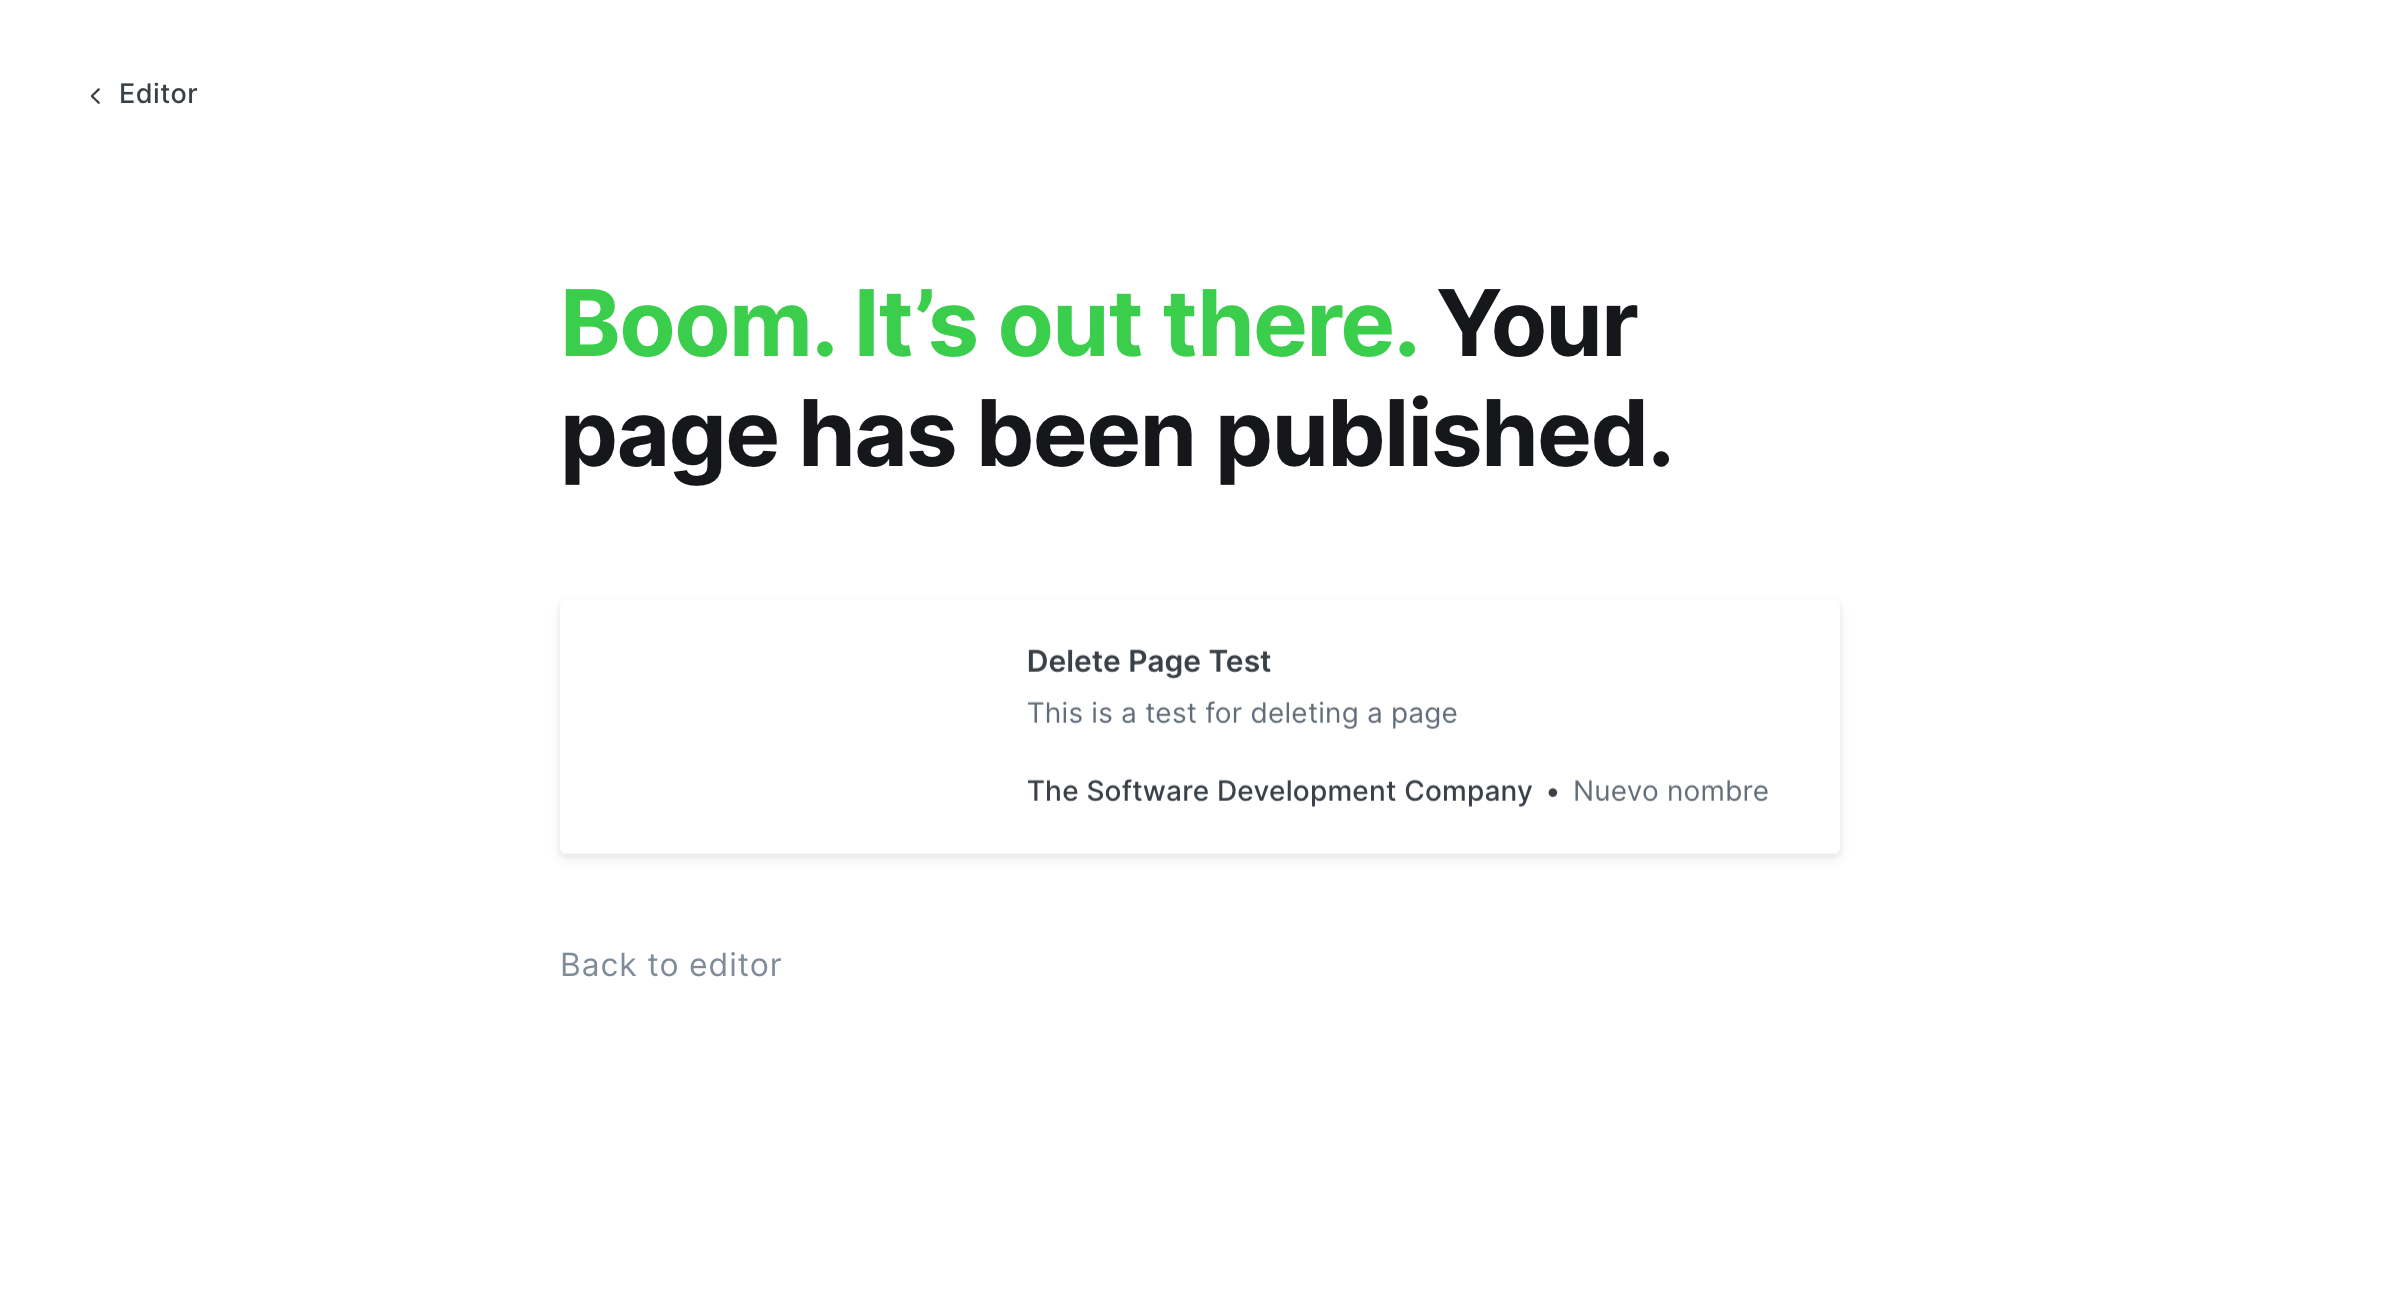 Editor
Boom. It’s out there. Your
page has been published.
Delete Page Test
This is a test for deleting a page
The Software Development Company • Nuevo nombre
Back to editor